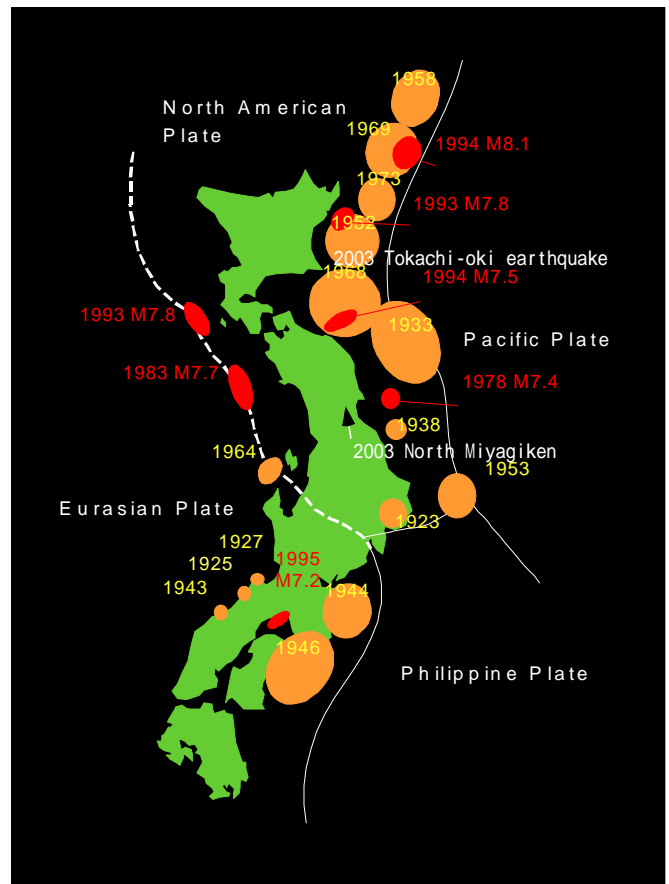 1958
North American
Plate
1969
1994 M8.1
1973
1993 M7.8
1952
2003 Tokachi-oki earthquake
1968
1994 M7.5
1993 M7.8
1933
Pacific Plate
1983 M7.7
1978 M7.4
1938
1964
2003 North Miyagiken
1953
Eurasian Plate
1923
1927
1925
1995
M7.2
1943
1944
1946
Philippine Plate